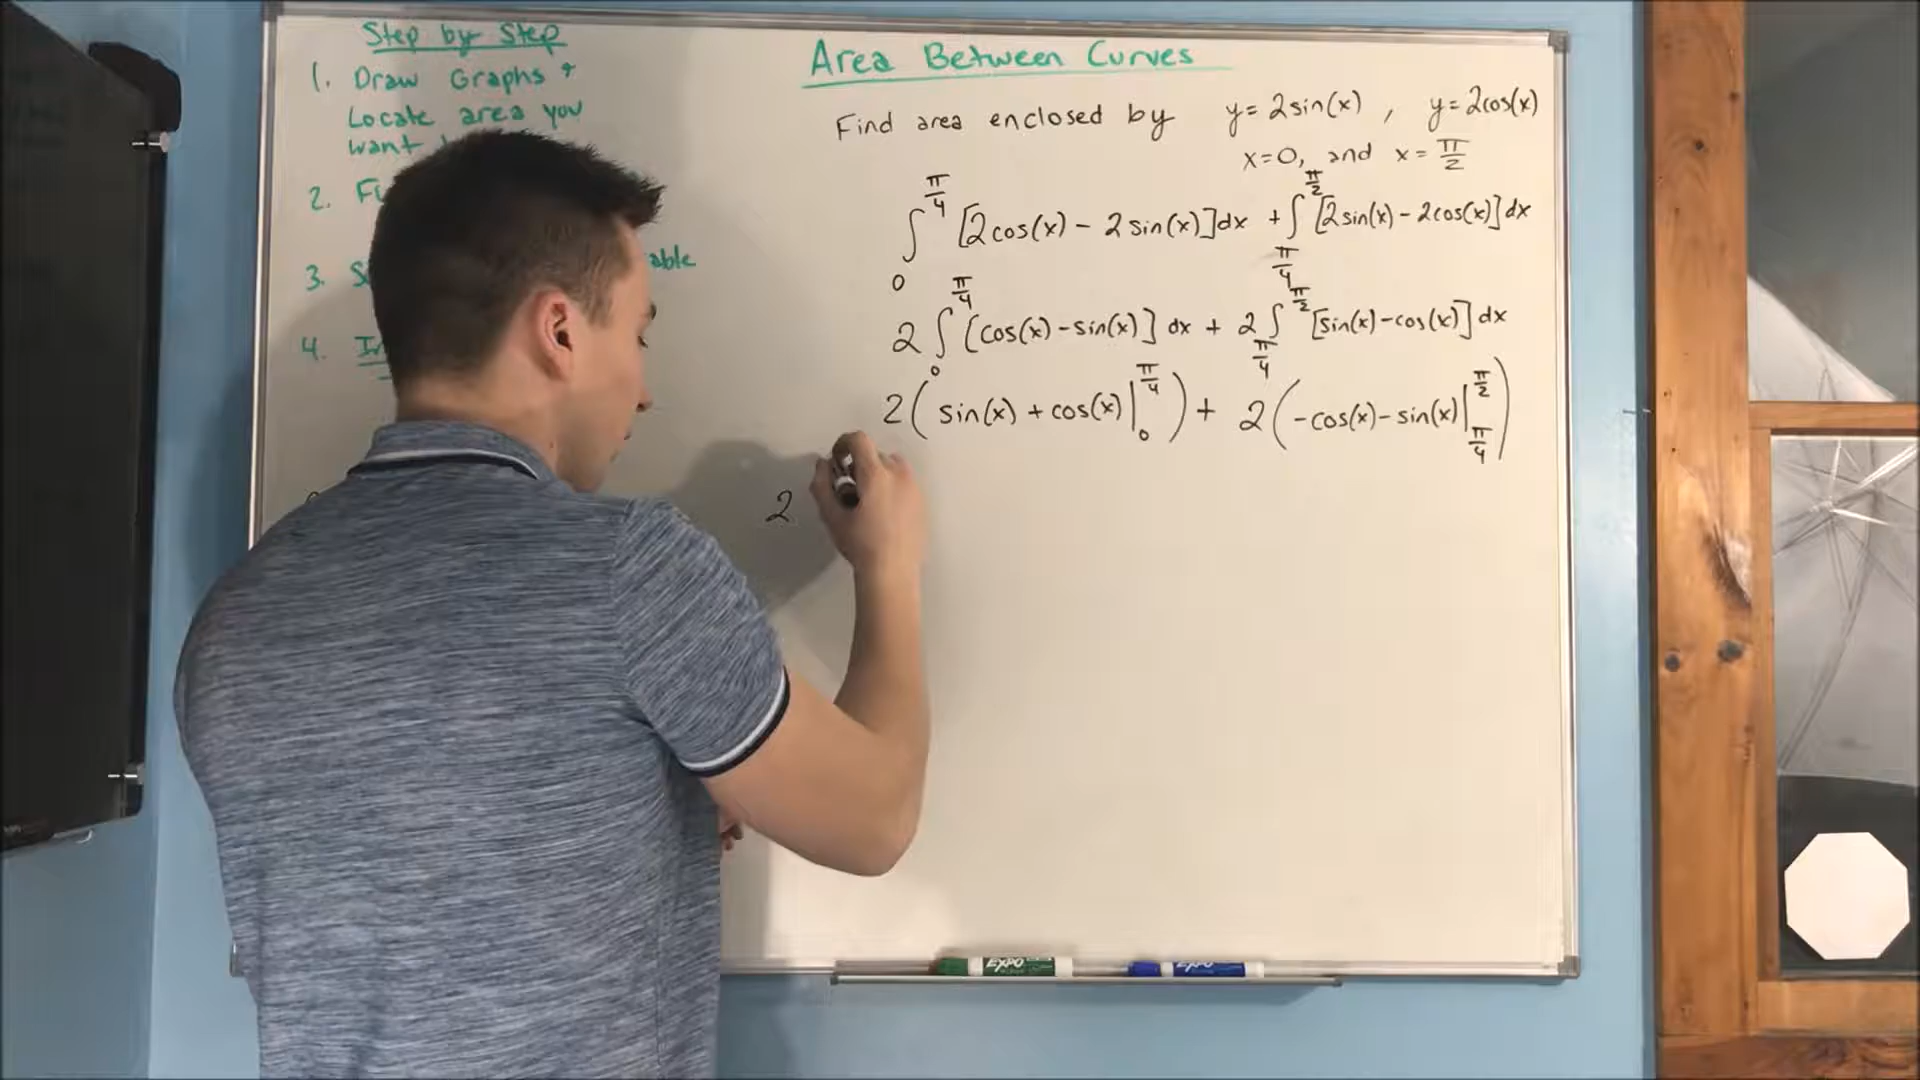 Step by Step
1. Draw Graphs +
Locate area you
want
2.
3.
able
4.
Area Between Curves
Find area enclosed by y=2sin(x), y=2cos(x)
x=0, and x=π/2
∫₀^(π/4) [2cos(x) - 2sin(x)]dx + ∫_(π/4)^(π/2) [2sin(x) - 2cos(x)]dx
2∫₀^(π/4) [cos(x) - sin(x)]dx + 2∫_(π/4)^(π/2) [sin(x) - cos(x)]dx
2(sin(x) + cos(x)|₀^(π/4)) + 2(-cos(x) - sin(x)|_(π/4)^(π/2))
2
EXPO
EXPO